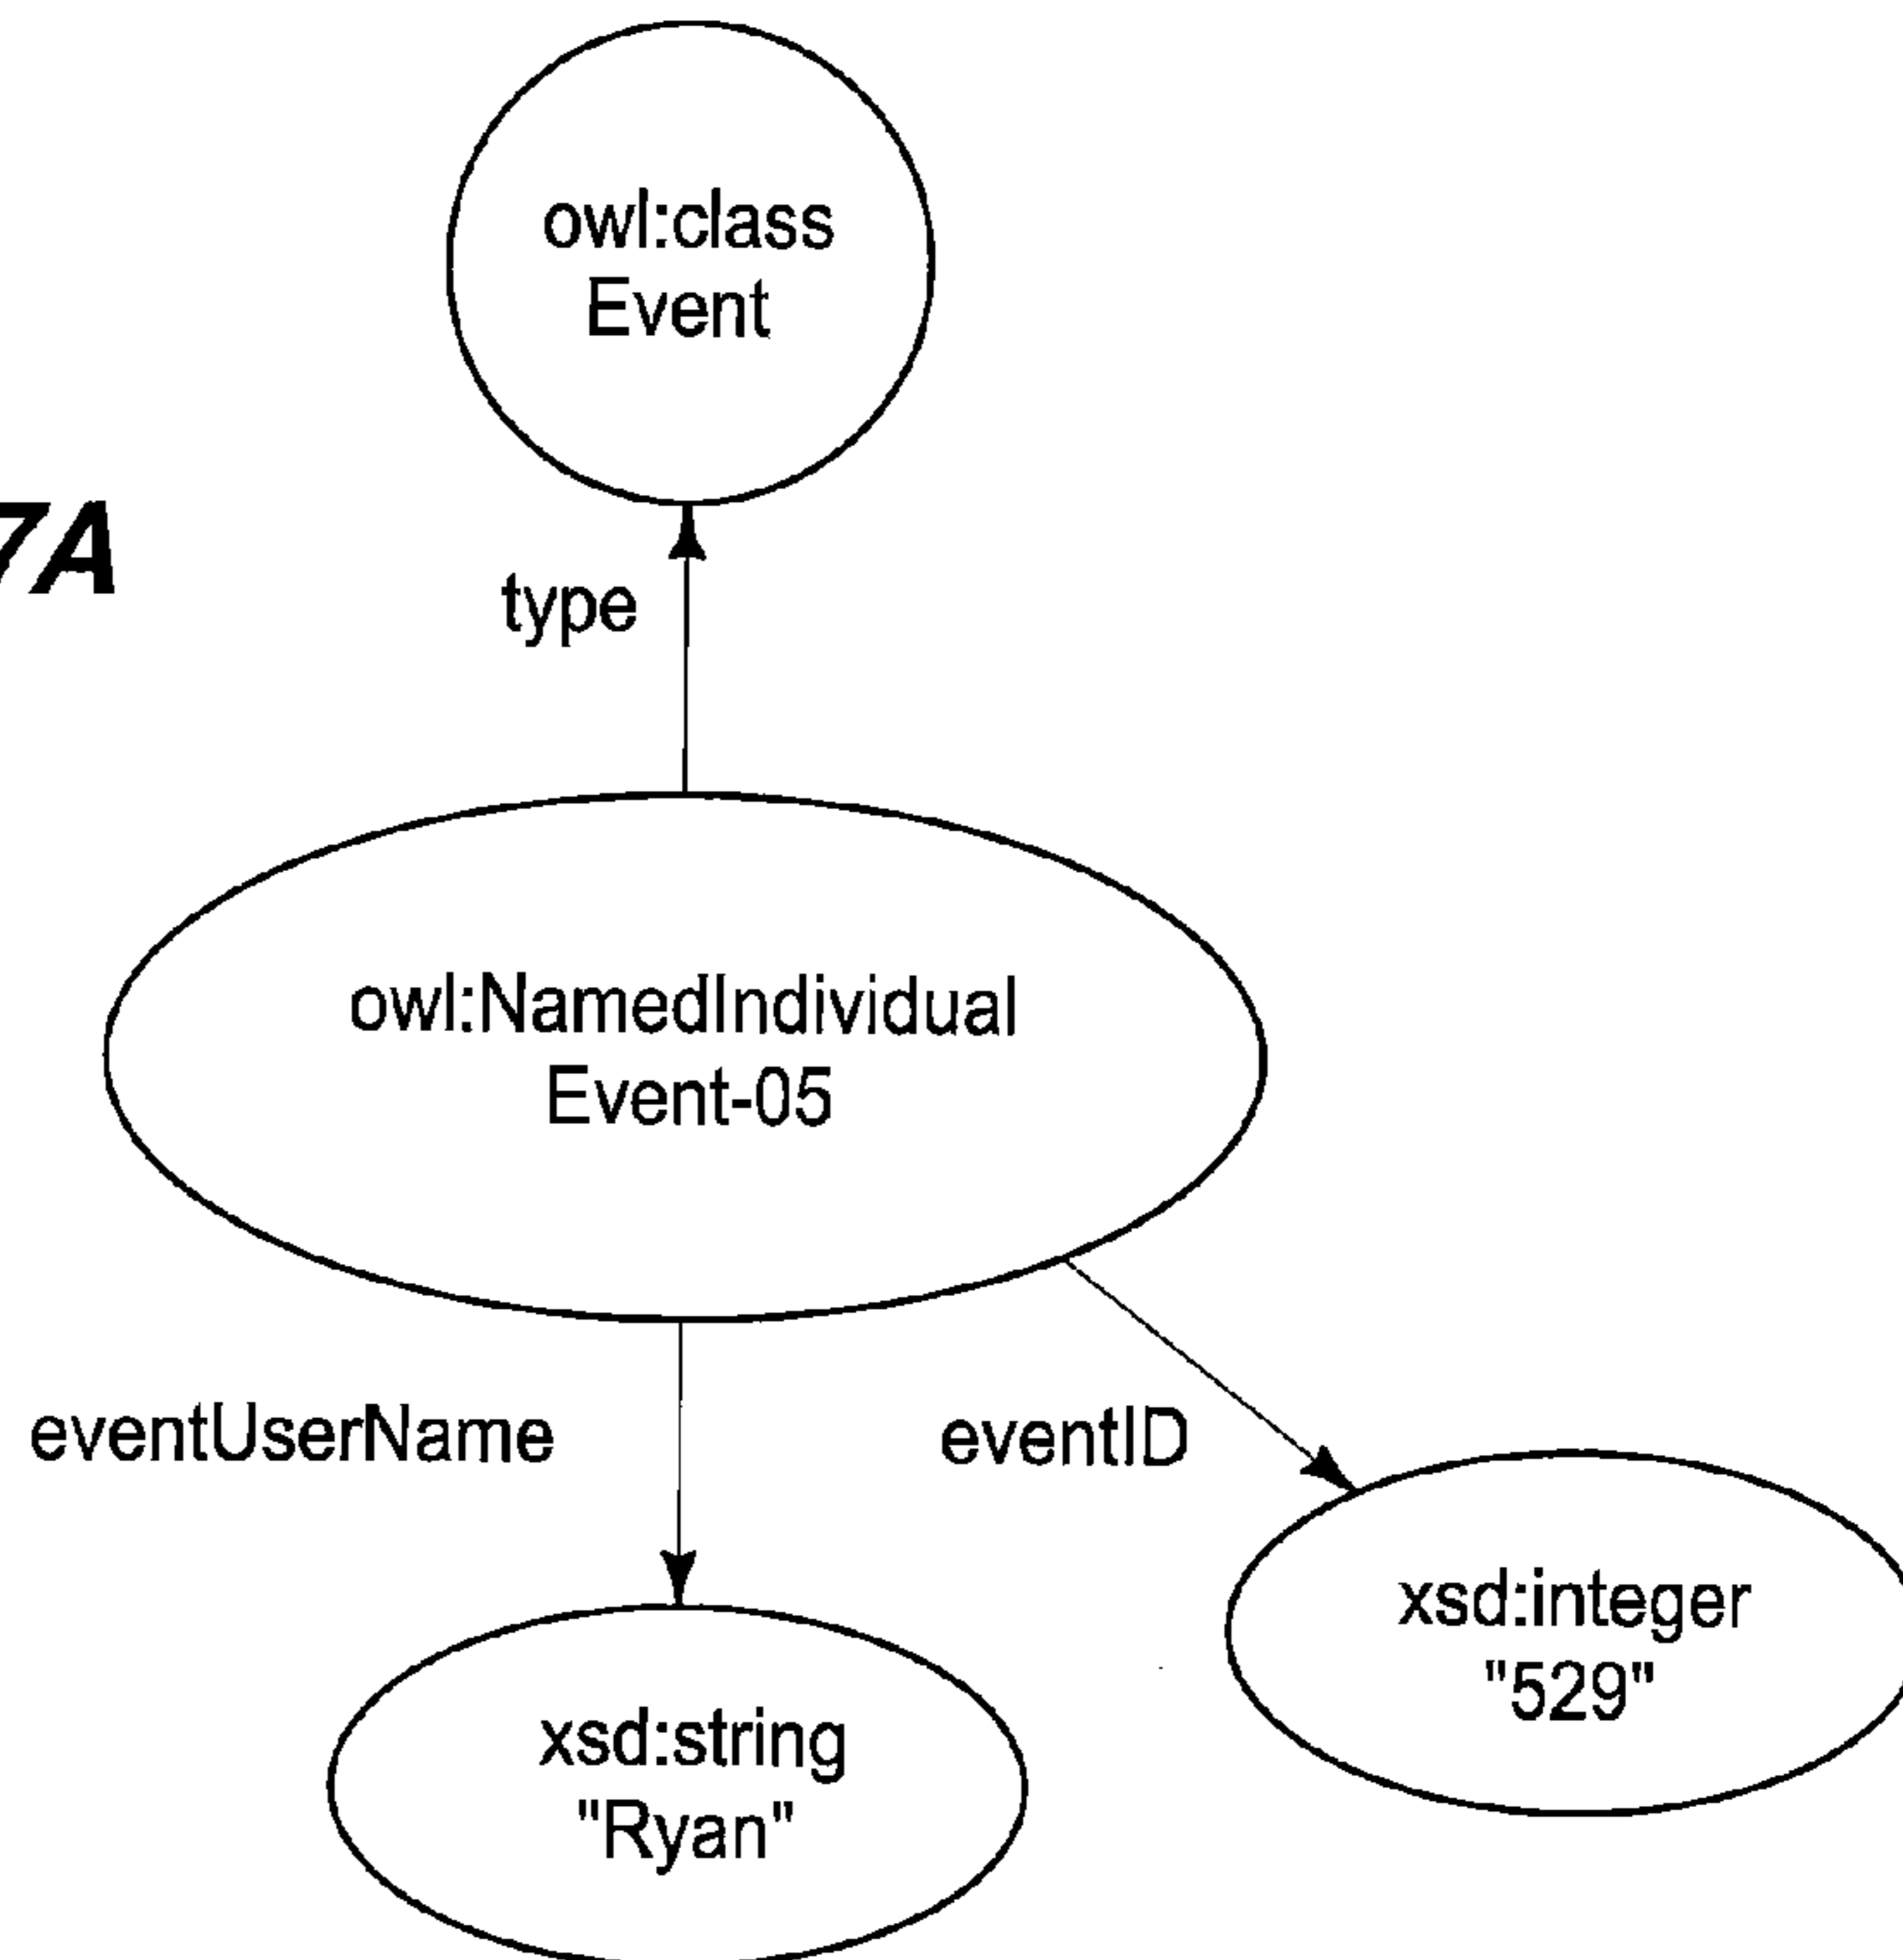 owl:class
Event
7A
type
owl:NamedIndividual
Event-05
eventUserName
eventID
xsd:integer
"529"
xsd:string
"Ryan"